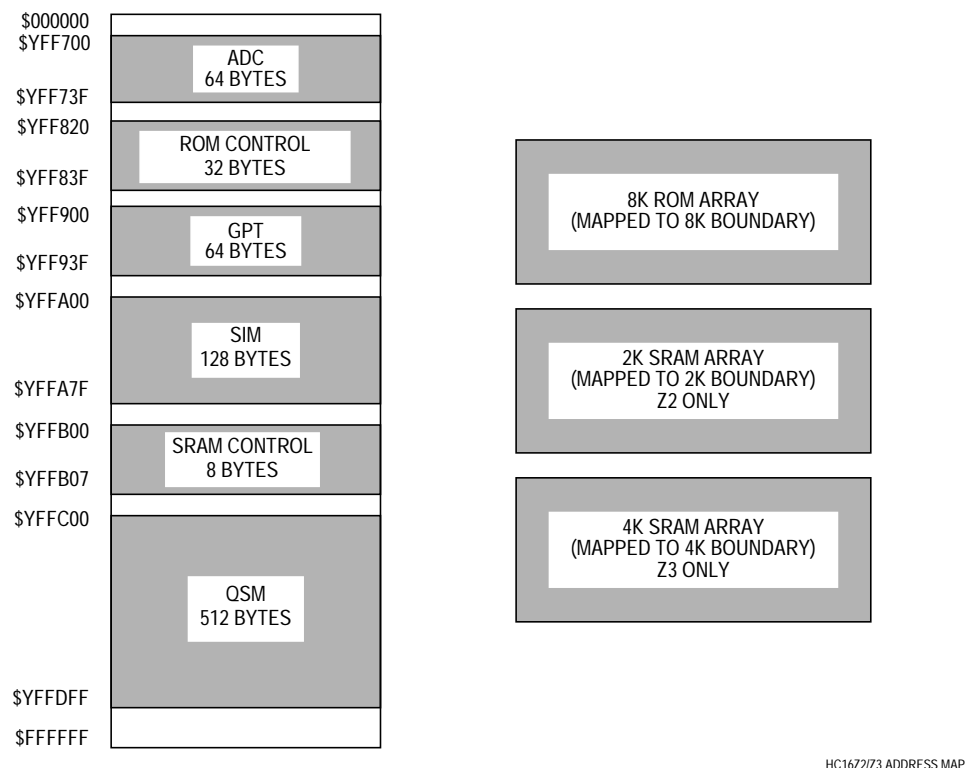 $000000
$YFF700
ADC
64 BYTES
$YFF73F
$YFF820
ROM CONTROL
32 BYTES
$YFF83F
$YFF900
GPT
64 BYTES
$YFF93F
$YFFA00
SIM
128 BYTES
$YFFA7F
$YFFB00
SRAM CONTROL
8 BYTES
$YFFB07
$YFFC00
QSM
512 BYTES
$YFFDFF
$FFFFFF
8K ROM ARRAY
(MAPPED TO 8K BOUNDARY)
2K SRAM ARRAY
(MAPPED TO 2K BOUNDARY)
Z2 ONLY
4K SRAM ARRAY
(MAPPED TO 4K BOUNDARY)
Z3 ONLY
HC16Z2/Z3 ADDRESS MAP